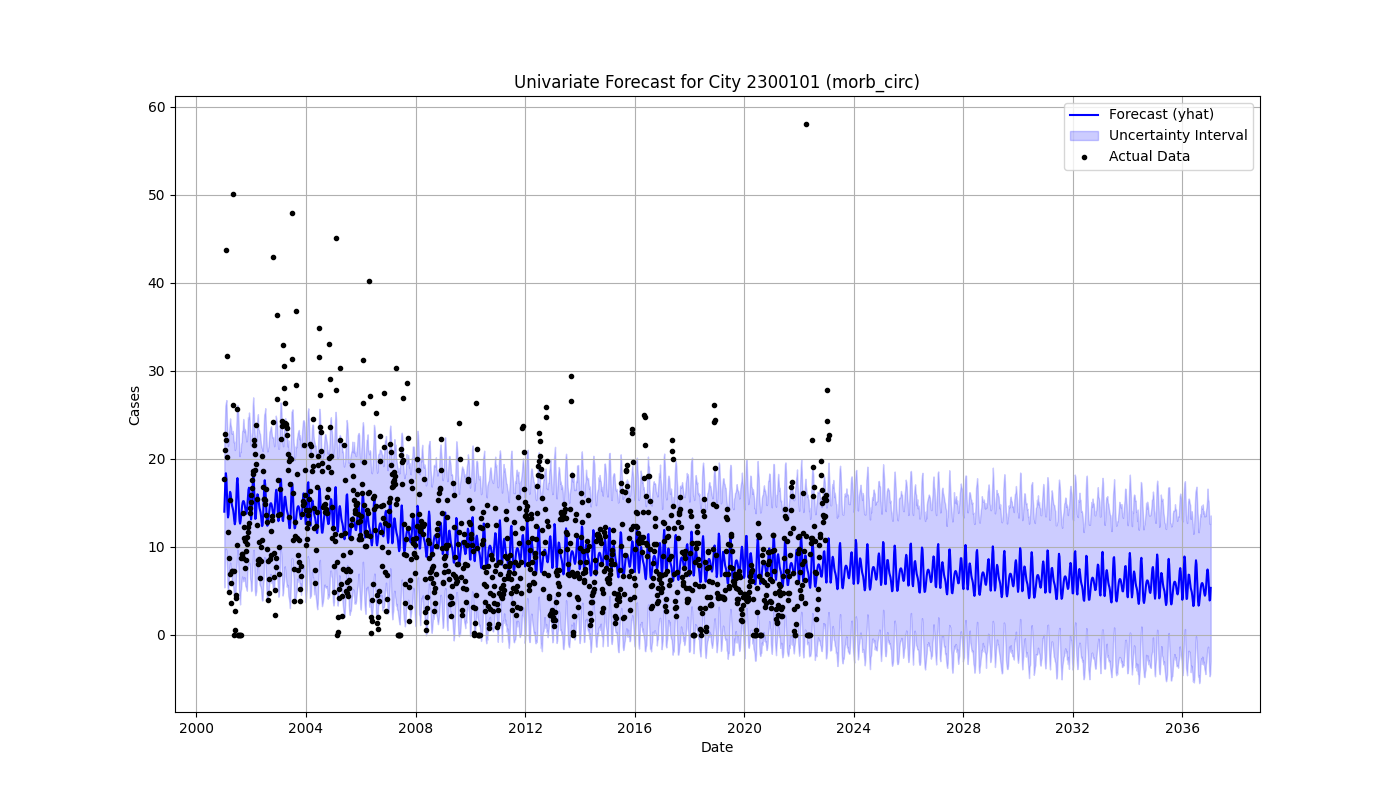 Univariate Forecast for City 2300101 (morb_circ)
Forecast (yhat)
Uncertainty Interval
Actual Data
Cases
60
50
40
30
20
10
0
2000 2004 2008 2012 2016 2020 2024 2028 2032 2036
Date